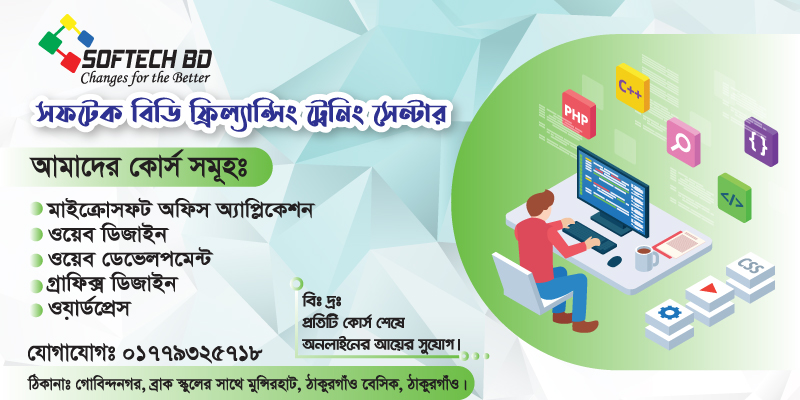 SOFTECH BD
Changes for the Better
সফটেক বিডি ফ্রিল্যান্সিং ট্রেনিং সেন্টার
আমাদের কোর্স সমূহঃ
মাইক্রোসফট অফিস অ্যাপ্লিকেশন
ওয়েব ডিজাইন
ওয়েব ডেভেলপমেন্ট
গ্রাফিক্স ডিজাইন
ওয়ার্ডপ্রেস
যোগাযোগঃ ০১৭৭৯৩২৫৭১৮
ঠিকানাঃ গোবিন্দনগর, ব্রাক স্কুলের সাথে মুন্সিরহাট, ঠাকুরগাঁও বেসিক, ঠাকুরগাঁও।
বিঃ দ্রঃ
প্রতিটি কোর্স শেষে
অনলাইনের আয়ের সুযোগ।
PHP
C++
{ }
</>
CSS